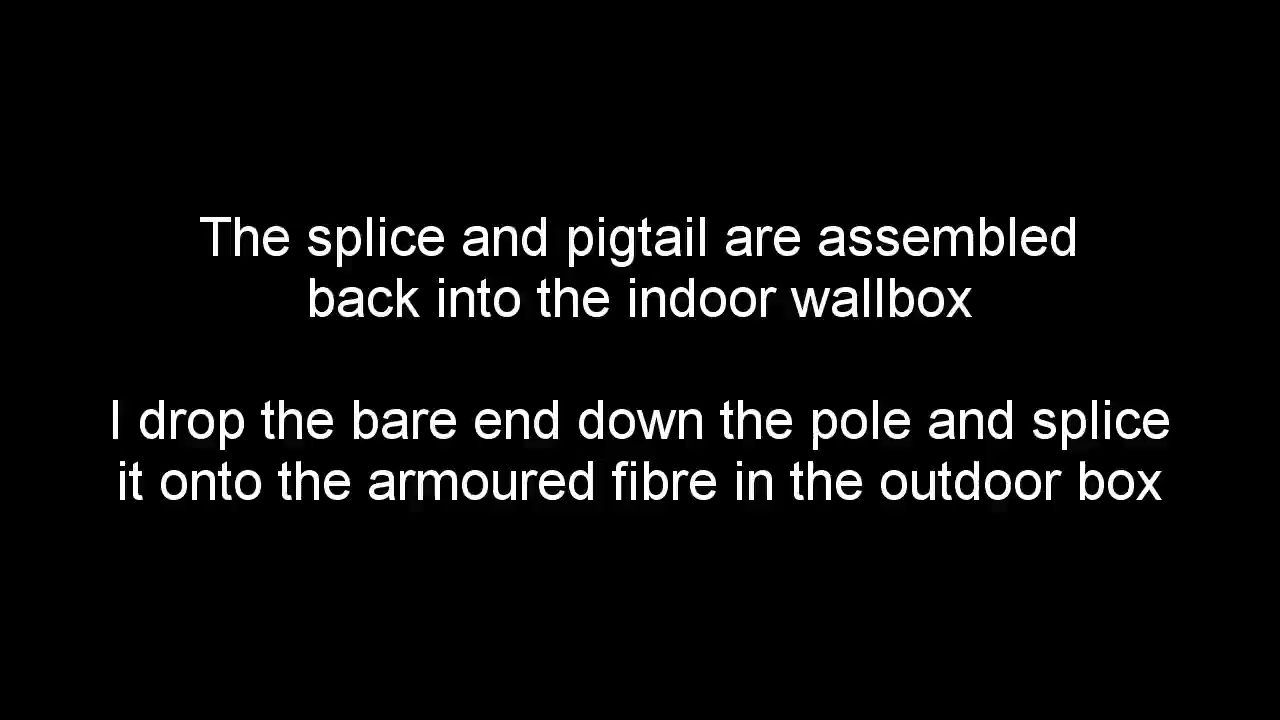 The splice and pigtail are assembled
back into the indoor wallbox
I drop the bare end down the pole and splice
it onto the armoured fibre in the outdoor box